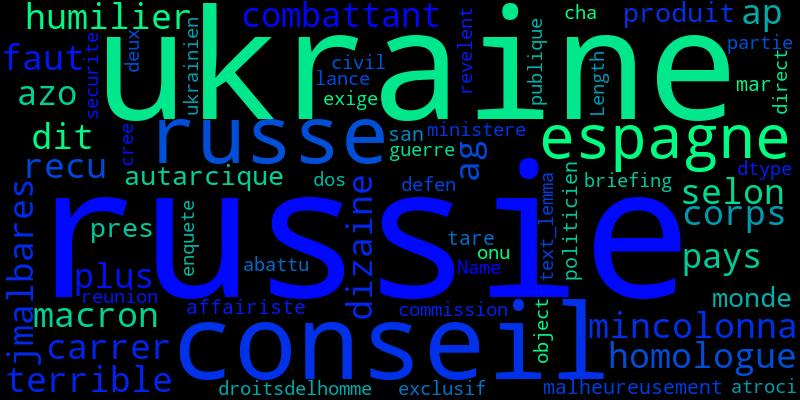 humilier
combattant
cha
produit
ap
ukraine
faut
securite
deux
ukrainien
civil
lance
exige
revelent
publique
Length
partie
mar
direct
azo
dit
cree
russe
san
ministere
guerre
ag
espagne
dtype
recu
autarcique
dos
defen
briefing
selon
corps
jmalbares
russie
pres
enquete
abattu
dizaine
tare
onu
Name
text_lemma
politicien
pays
plus
reunion
affairiste
commission
monde
macron
conseil
object
mincolonna
carrer
homologue
terrible
droitsdelhomme
exclusif
malheureusement
atroci